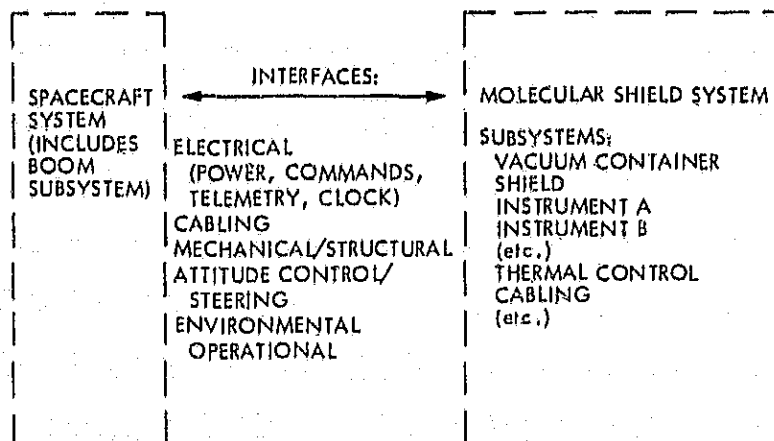 SPACECRAFT
SYSTEM
(INCLUDES
BOOM
SUBSYSTEM)
INTERFACES:
ELECTRICAL
(POWER, COMMANDS,
TELEMETRY, CLOCK)
CABLING
MECHANICAL/STRUCTURAL
ATTITUDE CONTROL/
STEERING
ENVIRONMENTAL
OPERATIONAL
MOLECULAR SHIELD SYSTEM
SUBSYSTEMS:
VACUUM CONTAINER
SHIELD
INSTRUMENT A
INSTRUMENT B
(etc.)
THERMAL CONTROL
CABLING
(etc.)